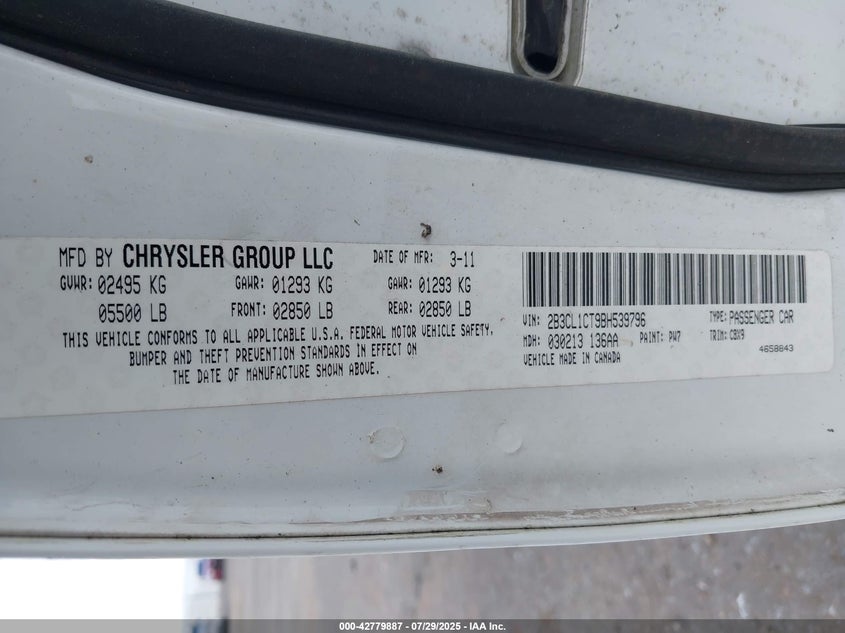 MFD BY CHRYSLER GROUP LLC DATE OF MFR: 3-11
GVWR: 02495 KG GAWR: 01293 KG GAWR: 01293 KG
05500 LB FRONT: 02850 LB REAR: 02850 LB
THIS VEHICLE CONFORMS TO ALL APPLICABLE U.S.A. FEDERAL MOTOR VEHICLE SAFETY,
BUMPER AND THEFT PREVENTION STANDARDS IN EFFECT ON
THE DATE OF MANUFACTURE SHOWN ABOVE.
VIN: 2B3CL1CT9BH539796 TYPE: PASSENGER CAR
MDH: 030213 136AA PAINT: PW7 TRIM: CBX9
VEHICLE MADE IN CANADA 4658643
000-42779887 - 07/29/2025 - IAA Inc.